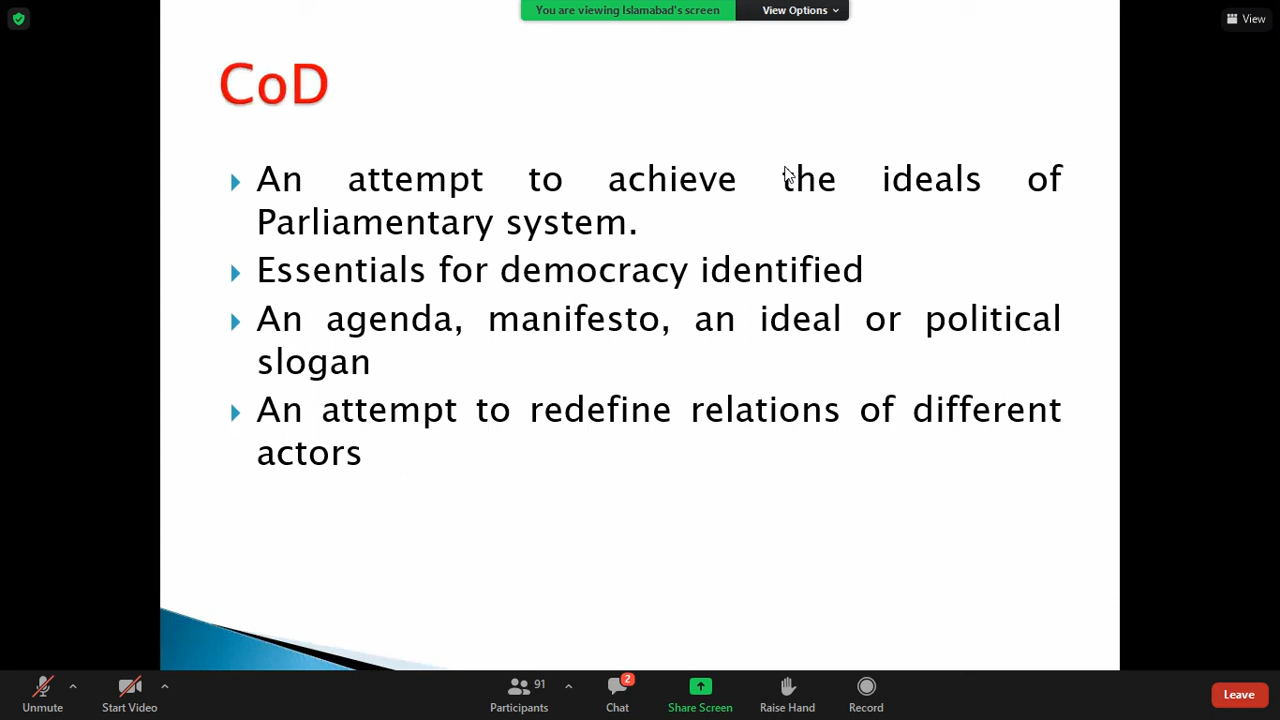 You are viewing Islamabad's screen View Options
View
CoD
An attempt to achieve the ideals of
Parliamentary system.
Essentials for democracy identified
An agenda, manifesto, an ideal or political
slogan
An attempt to redefine relations of different
actors
91
2
Unmute Start Video Participants Chat Share Screen Raise Hand Record Leave